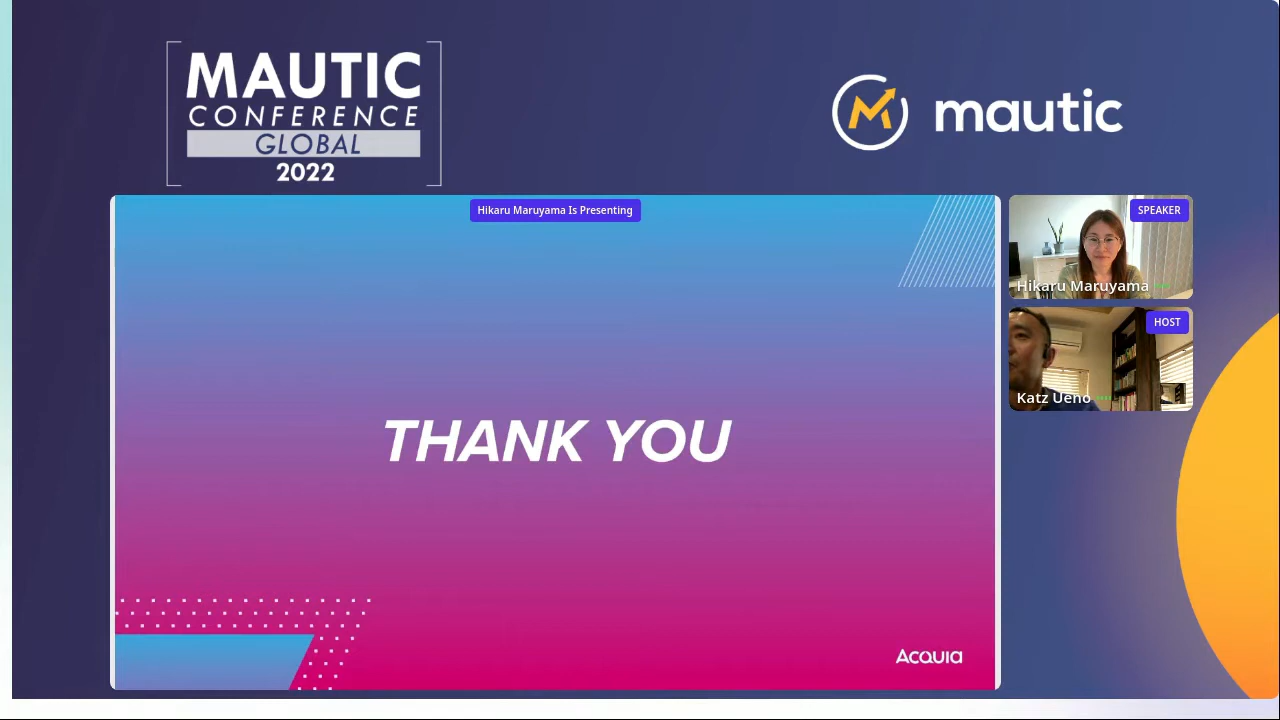 MAUTIC
CONFERENCE
GLOBAL
2022
mautic
Hikaru Maruyama Is Presenting
SPEAKER
Hikaru Maruyama
HOST
Katz Ueno
THANK YOU
Acquia